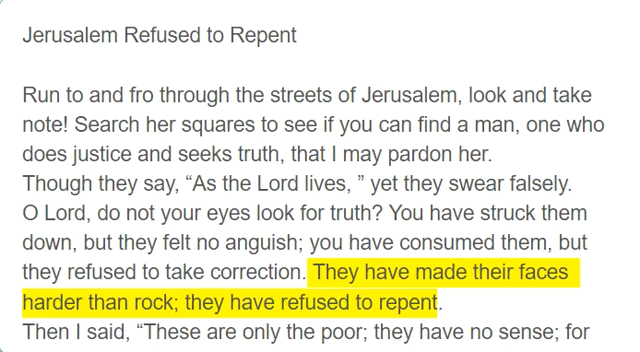 Jerusalem Refused to Repent
Run to and fro through the streets of Jerusalem, look and take
note! Search her squares to see if you can find a man, one who
does justice and seeks truth, that I may pardon her.
Though they say, “As the Lord lives, ” yet they swear falsely.
O Lord, do not your eyes look for truth? You have struck them
down, but they felt no anguish; you have consumed them, but
they refused to take correction. They have made their faces
harder than rock; they have refused to repent.
Then I said, “These are only the poor; they have no sense; for